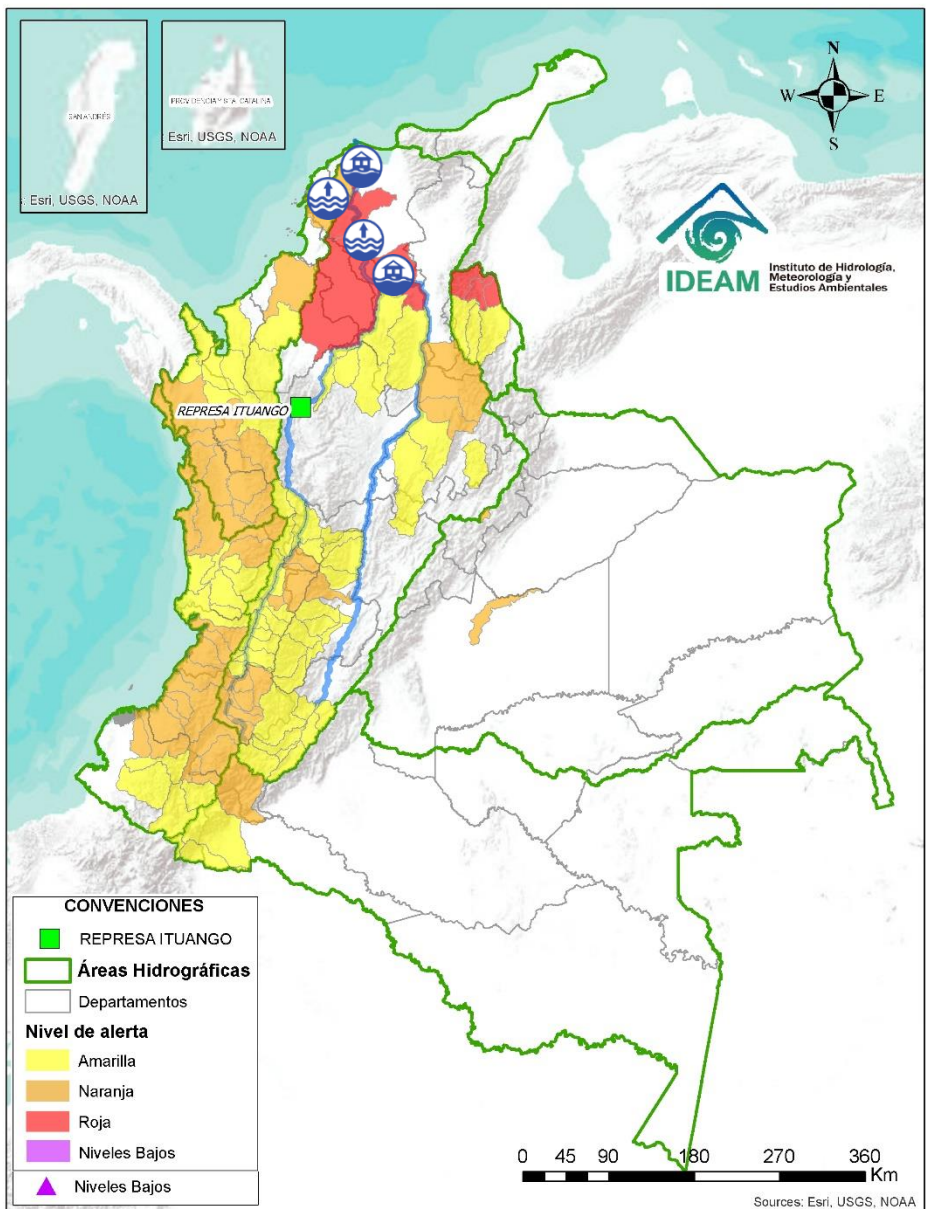 SAN ANDRÉS
: Esri, USGS, NOAA
PROVIDENCIA Y STA. CATALINA
Esri, USGS, NOAA
N
W
E
S
IDEAM
Instituto de Hidrología,
Meteorología y
Estudios Ambientales
REPRESA ITUANGO
CONVENCIONES
REPRESA ITUANGO
Áreas Hidrográficas
Departamentos
Nivel de alerta
Amarilla
Naranja
Roja
Niveles Bajos
Niveles Bajos
0 45 90 180 270 360
Km
Sources: Esri, USGS, NOAA